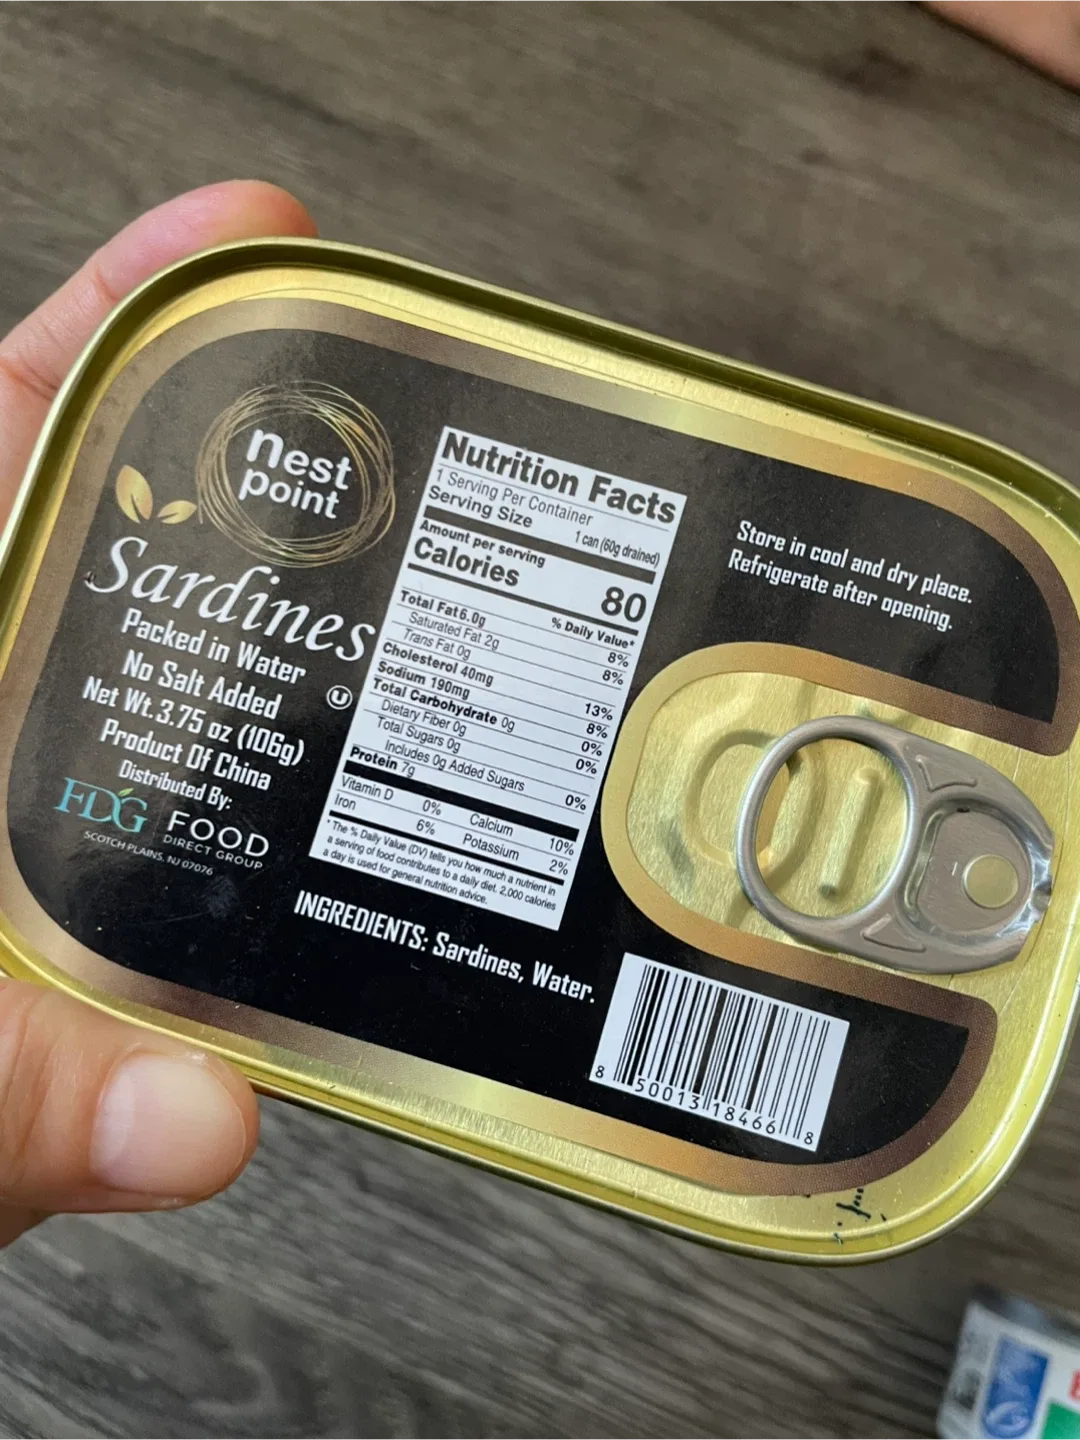 nest
point
Sardines
Packed in Water
No Salt Added
Net Wt.3.75 oz (106g)
Product Of China
Distributed By:
FDG FOOD
DIRECT GROUP
SCOTCH PLAINS, NJ 07076
U
Nutrition Facts
1 Serving Per Container
Serving Size 1 can (60g drained)
Amount per serving
Calories 80
% Daily Value*
Total Fat 6.0g 8%
Saturated Fat 2g 8%
Trans Fat 0g
Cholesterol 40mg 13%
Sodium 190mg 8%
Total Carbohydrate 0g 0%
Dietary Fiber 0g 0%
Total Sugars 0g
Includes 0g Added Sugars 0%
Protein 7g
Vitamin D 0% Calcium 10%
Iron 6% Potassium 2%
* The % Daily Value (DV) tells you how much a nutrient in
a serving of food contributes to a daily diet. 2,000 calories
a day is used for general nutrition advice.
INGREDIENTS: Sardines, Water.
Store in cool and dry place.
Refrigerate after opening.
8 50013 18466 8